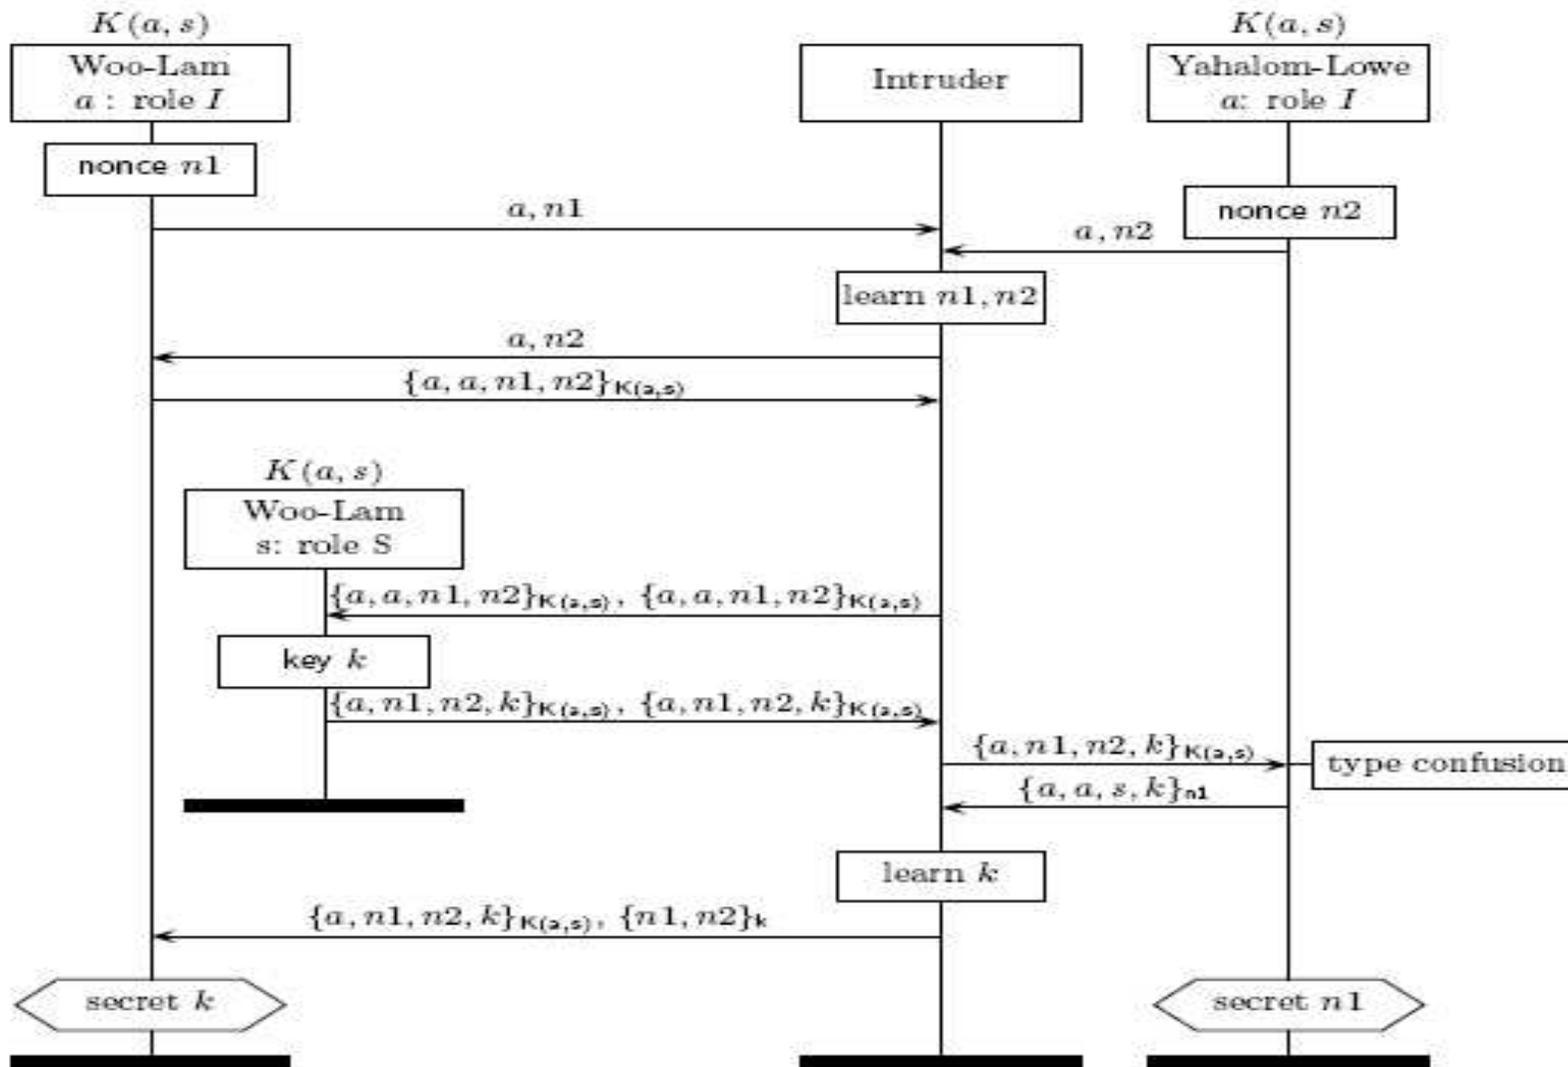 K(a, s)
Woo-Lam
a : role I
Intruder
K(a, s)
Yahalom-Lowe
a: role I
nonce n1
nonce n2
a, n1
a, n2
learn n1, n2
a, n2
{a, a, n1, n2}K(a,s)
K(a, s)
Woo-Lam
s: role S
{a, a, n1, n2}K(a,s), {a, a, n1, n2}K(a,s)
key k
{a, n1, n2, k}K(a,s), {a, n1, n2, k}K(a,s)
{a, n1, n2, k}K(a,s)
type confusion
{a, a, s, k}n1
learn k
{a, n1, n2, k}K(a,s), {n1, n2}k
secret k
secret n1